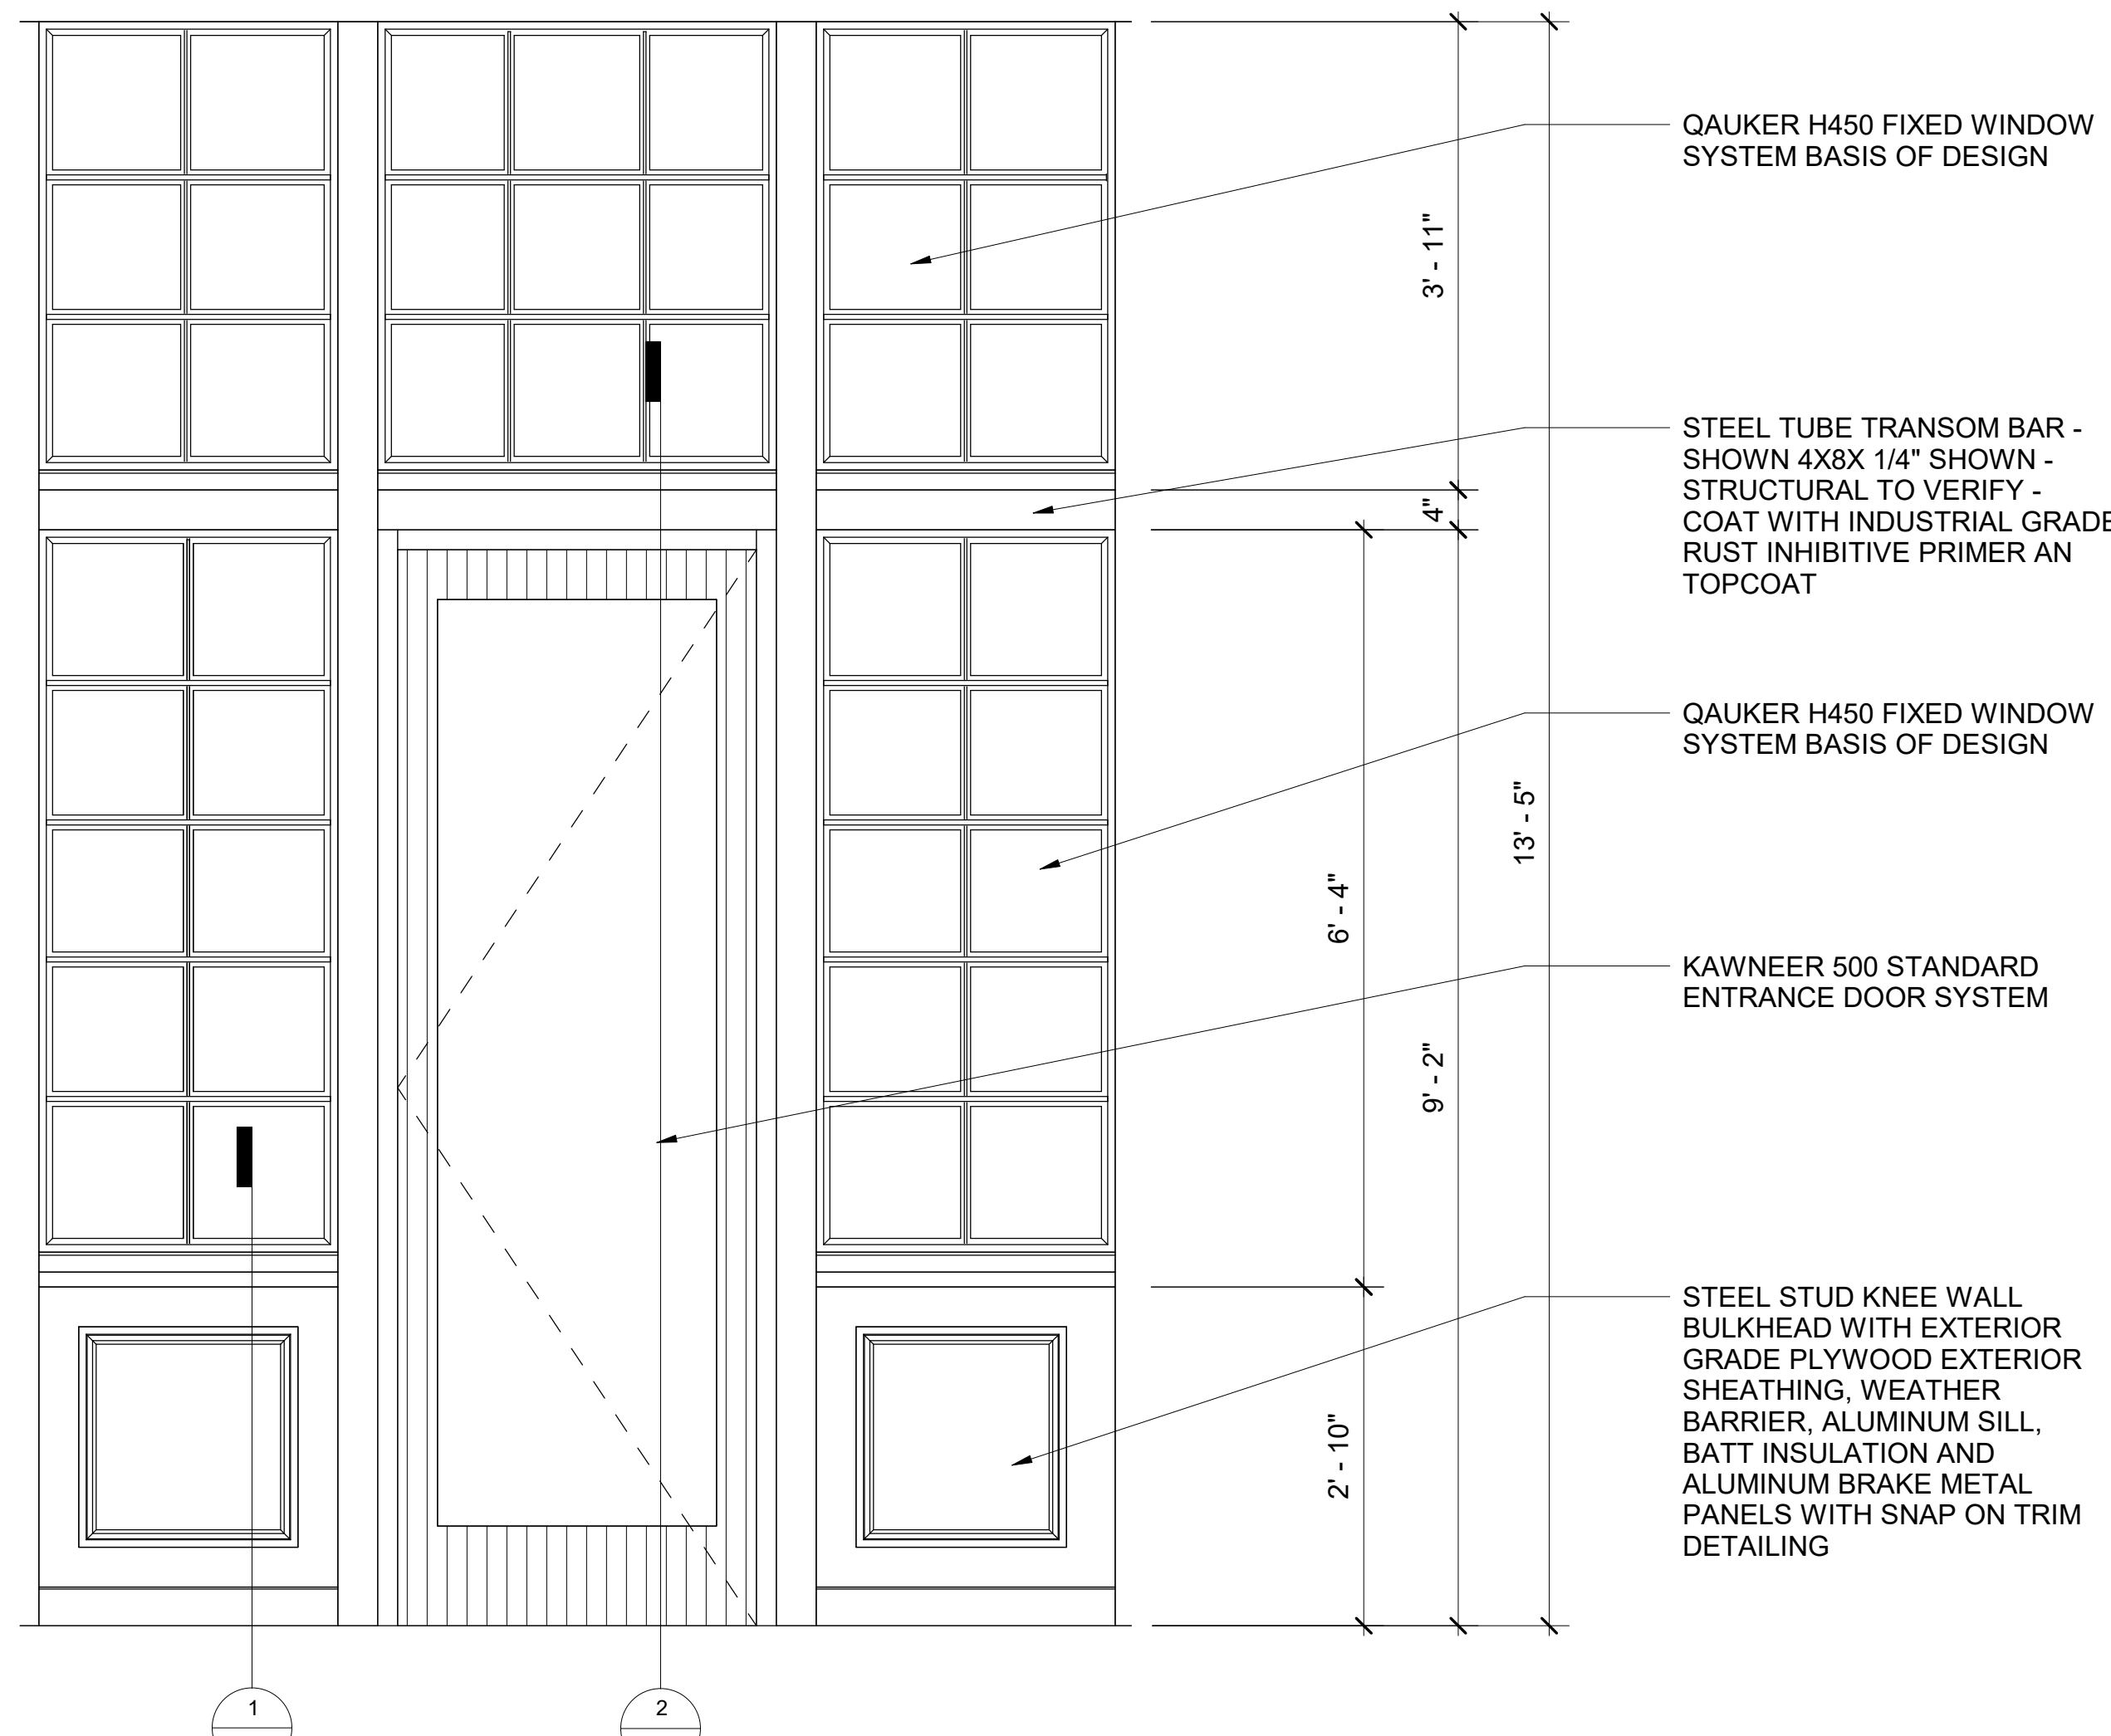 QAUKER H450 FIXED WINDOW
SYSTEM BASIS OF DESIGN
3' - 11"
STEEL TUBE TRANSOM BAR -
SHOWN 4X8X 1/4" SHOWN -
STRUCTURAL TO VERIFY -
COAT WITH INDUSTRIAL GRADE
RUST INHIBITIVE PRIMER AN
TOPCOAT
4"
QAUKER H450 FIXED WINDOW
SYSTEM BASIS OF DESIGN
13' - 5"
6' - 4"
KAWNEER 500 STANDARD
ENTRANCE DOOR SYSTEM
9' - 2"
STEEL STUD KNEE WALL
BULKHEAD WITH EXTERIOR
GRADE PLYWOOD EXTERIOR
SHEATHING, WEATHER
BARRIER, ALUMINUM SILL,
BATT INSULATION AND
ALUMINUM BRAKE METAL
PANELS WITH SNAP ON TRIM
DETAILING
2' - 10"
1
2